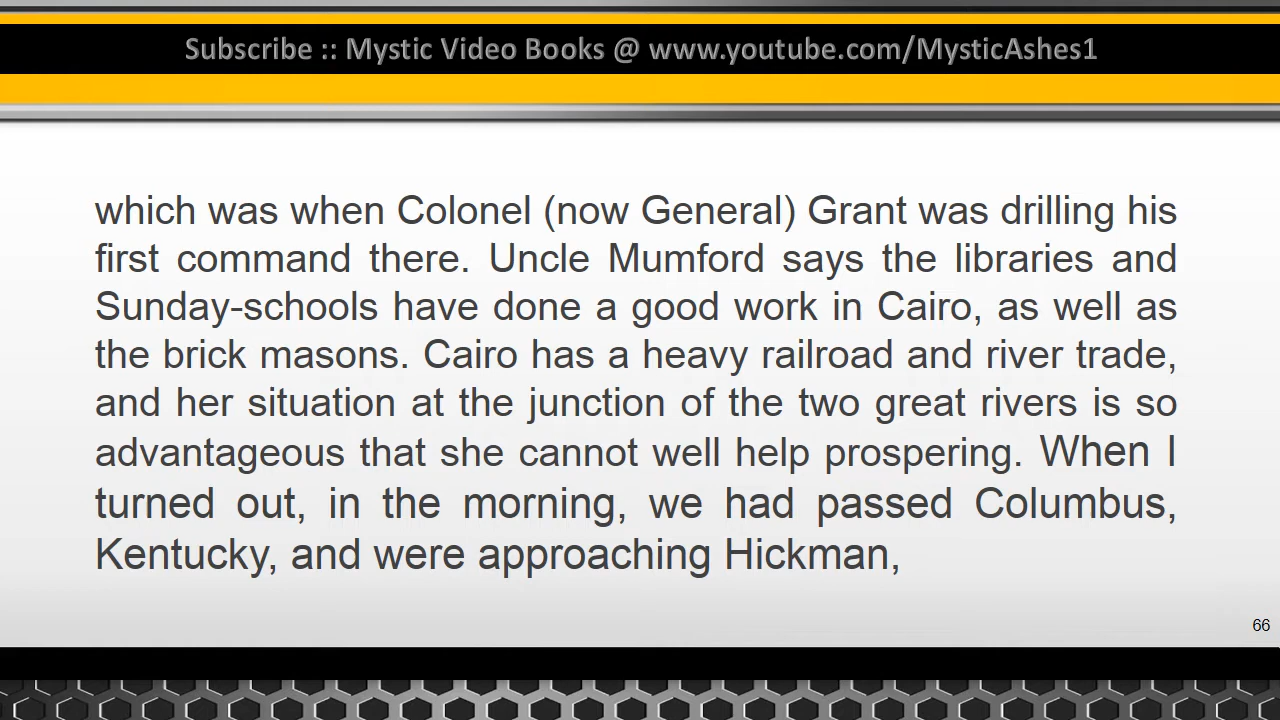 Subscribe :: Mystic Video Books @ www.youtube.com/MysticAshes1
which was when Colonel (now General) Grant was drilling his
first command there. Uncle Mumford says the libraries and
Sunday-schools have done a good work in Cairo, as well as
the brick masons. Cairo has a heavy railroad and river trade,
and her situation at the junction of the two great rivers is so
advantageous that she cannot well help prospering. When I
turned out, in the morning, we had passed Columbus,
Kentucky, and were approaching Hickman,
66